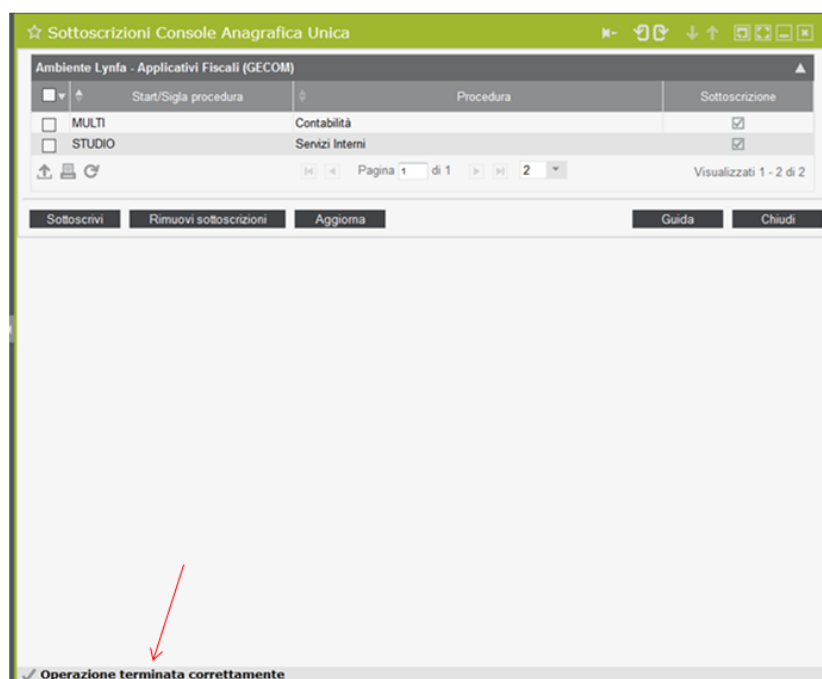 Sottoscrizioni Console Anagrafica Unica
Ambiente Lynfa - Applicativi Fiscali (GECOM)
Start/Sigla procedura Procedura Sottoscrizione
MULTI Contabilità
STUDIO Servizi Interni
Pagina 1 di 1 2 Visualizzati 1 - 2 di 2
Sottoscrivi Rimuovi sottoscrizioni Aggiorna Guida Chiudi
Operazione terminata correttamente